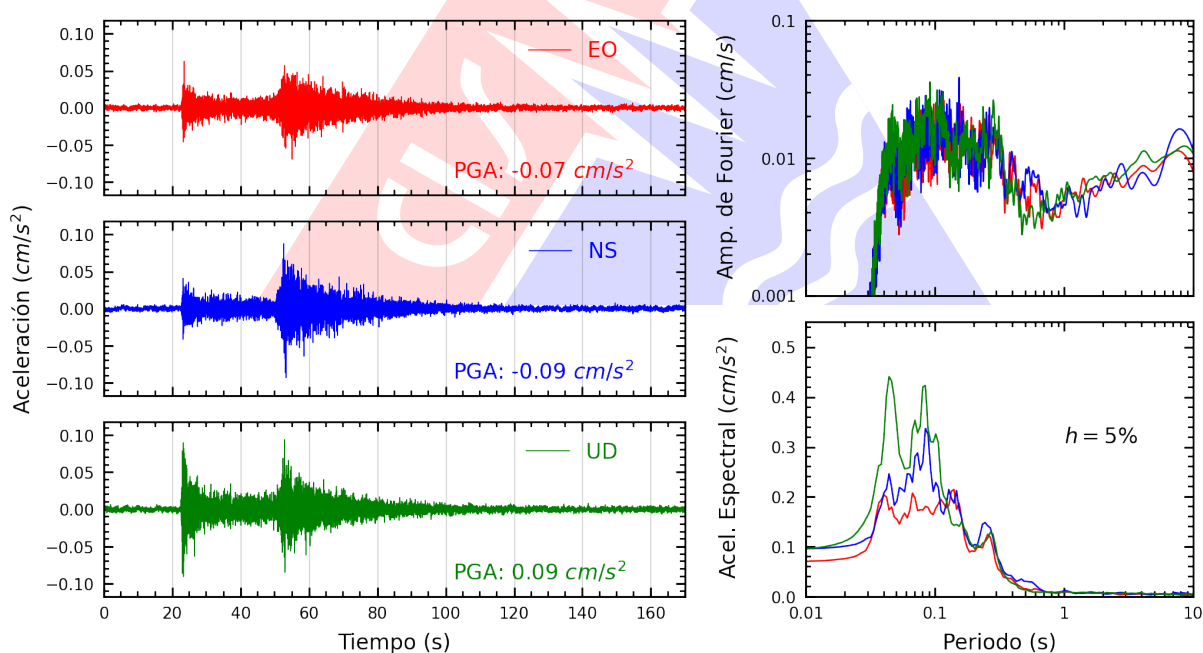 0.10
0.05
0.00
−0.05
−0.10
EO
PGA: -0.07 cm/s²
0.10
0.05
0.00
−0.05
−0.10
NS
PGA: -0.09 cm/s²
0.10
0.05
0.00
−0.05
−0.10
UD
PGA: 0.09 cm/s²
0 20 40 60 80 100 120 140 160
Tiempo (s)
Aceleración (cm/s²)
0.1
0.01
0.001
Amp. de Fourier (cm/s)
0.5
0.4
0.3
0.2
0.1
0.0
h = 5%
0.01 0.1 1 10
Periodo (s)
Acel. Espectral (cm/s²)